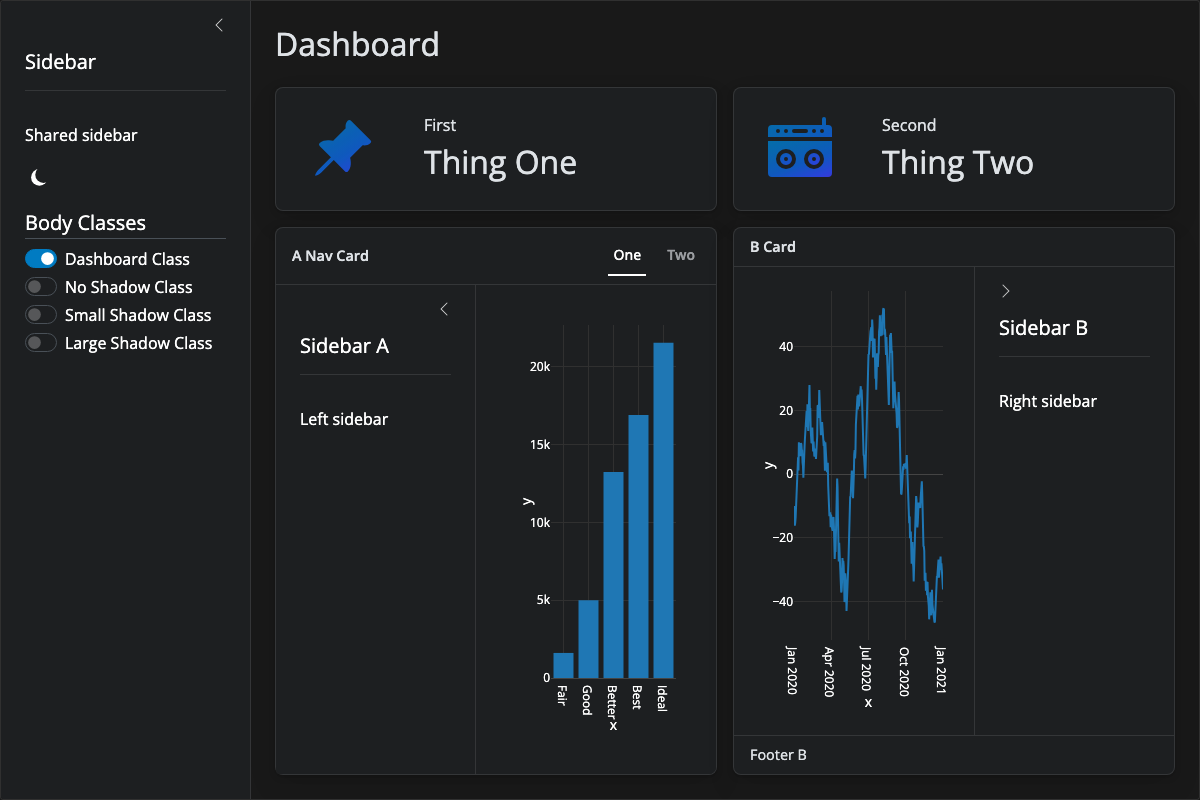 Sidebar
Shared sidebar
Body Classes
Dashboard Class
No Shadow Class
Small Shadow Class
Large Shadow Class
Dashboard
First
Thing One
Second
Thing Two
A Nav Card
One
Two
Sidebar A
Left sidebar
20k
15k
10k
5k
0
y
Fair
Good
Better
Best
Ideal
x
B Card
40
20
0
−20
−40
y
Jan 2020
Apr 2020
Jul 2020
Oct 2020
Jan 2021
x
Sidebar B
Right sidebar
Footer B